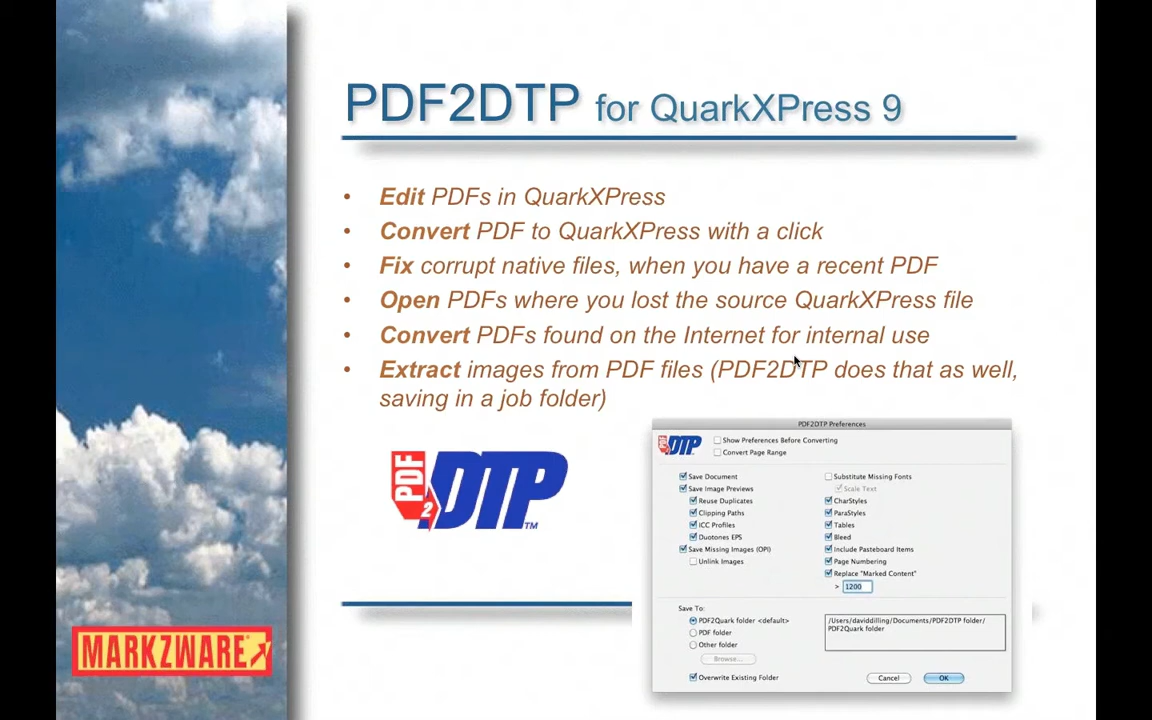 PDF2DTP for QuarkXPress 9
• Edit PDFs in QuarkXPress
• Convert PDF to QuarkXPress with a click
• Fix corrupt native files, when you have a recent PDF
• Open PDFs where you lost the source QuarkXPress file
• Convert PDFs found on the Internet for internal use
• Extract images from PDF files (PDF2DTP does that as well,
saving in a job folder)
PDF 2 DTP™
MARKZWARE
PDF2DTP Preferences
PDF DTP
Show Preferences Before Converting
Convert Page Range
Save Document
Save Image Previews
Reuse Duplicates
Clipping Paths
ICC Profiles
Duotones EPS
Save Missing Images (OPI)
Unlink Images
Substitute Missing Fonts
Scale Text
CharStyles
ParaStyles
Tables
Bleed
Include Pasteboard Items
Page Numbering
Replace "Marked Content"
> 1200
Save To:
PDF2Quark folder <default>
PDF folder
Other folder
Browse...
Overwrite Existing Folder
/Users/daviddilling/Documents/PDF2DTP folder/
PDF2Quark folder
Cancel
OK